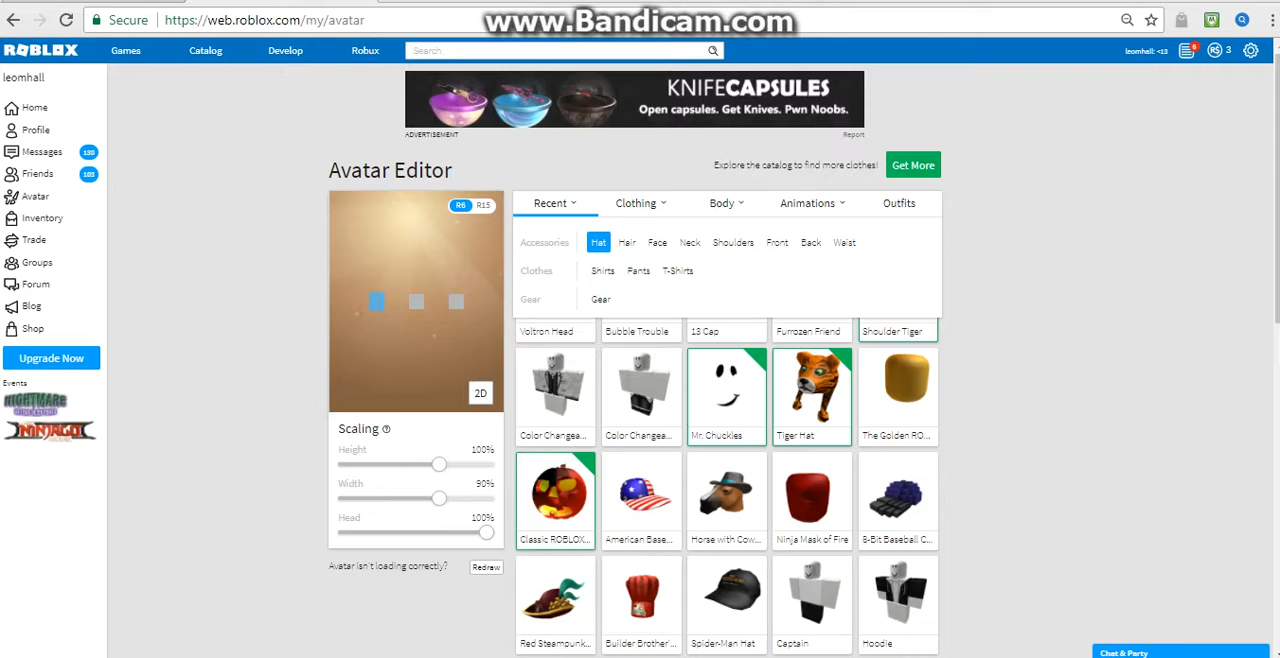 www.Bandicam.com
Secure
https://web.roblox.com/my/avatar
ROBLOX Games Catalog Develop Robux Search leomhall: <13 6 R$ 3
leomhall
Home
Profile
Messages 130
Friends 103
Avatar
Inventory
Trade
Groups
Forum
Blog
Shop
Upgrade Now
Events
NIGHTMARE
NINJAGO
KNIFECAPSULES
Open capsules. Get Knives. Pwn Noobs.
ADVERTISEMENT Report
Avatar Editor
Explore the catalog to find more clothes! Get More
R6 R15
2D
Scaling
Height 100%
Width 90%
Head 100%
Avatar isn't loading correctly? Redraw
Recent Clothing Body Animations Outfits
Accessories Hat Hair Face Neck Shoulders Front Back Waist
Clothes Shirts Pants T-Shirts
Gear Gear
Voltron Head Bubble Trouble 13 Cap Furrozen Friend Shoulder Tiger
Color Changea... Color Changea... Mr. Chuckles Tiger Hat The Golden RO...
Classic ROBLOX... American Base... Horse with Cow... Ninja Mask of Fire 8-Bit Baseball C...
Red Steampunk... Builder Brother'... Spider-Man Hat Captain Hoodie
Chat & Party